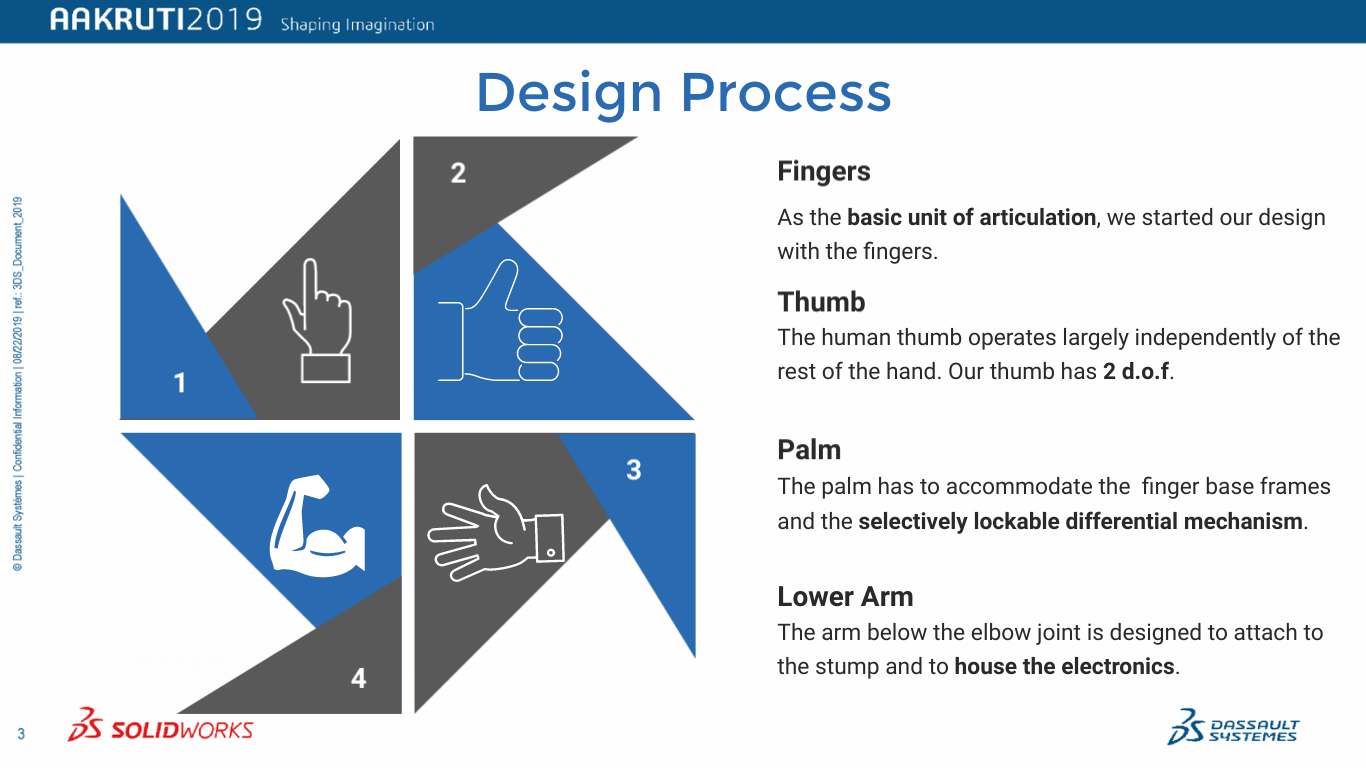 AAKRUTI2019 Shaping Imagination
Design Process
1
2
3
4
Fingers
As the basic unit of articulation, we started our design
with the fingers.
Thumb
The human thumb operates largely independently of the
rest of the hand. Our thumb has 2 d.o.f.
Palm
The palm has to accommodate the finger base frames
and the selectively lockable differential mechanism.
Lower Arm
The arm below the elbow joint is designed to attach to
the stump and to house the electronics.
© Dassault Systèmes | Confidential Information | 08/22/2019 | ref.: 3DS_Document_2019
3
SOLIDWORKS
DASSAULT
SYSTEMES